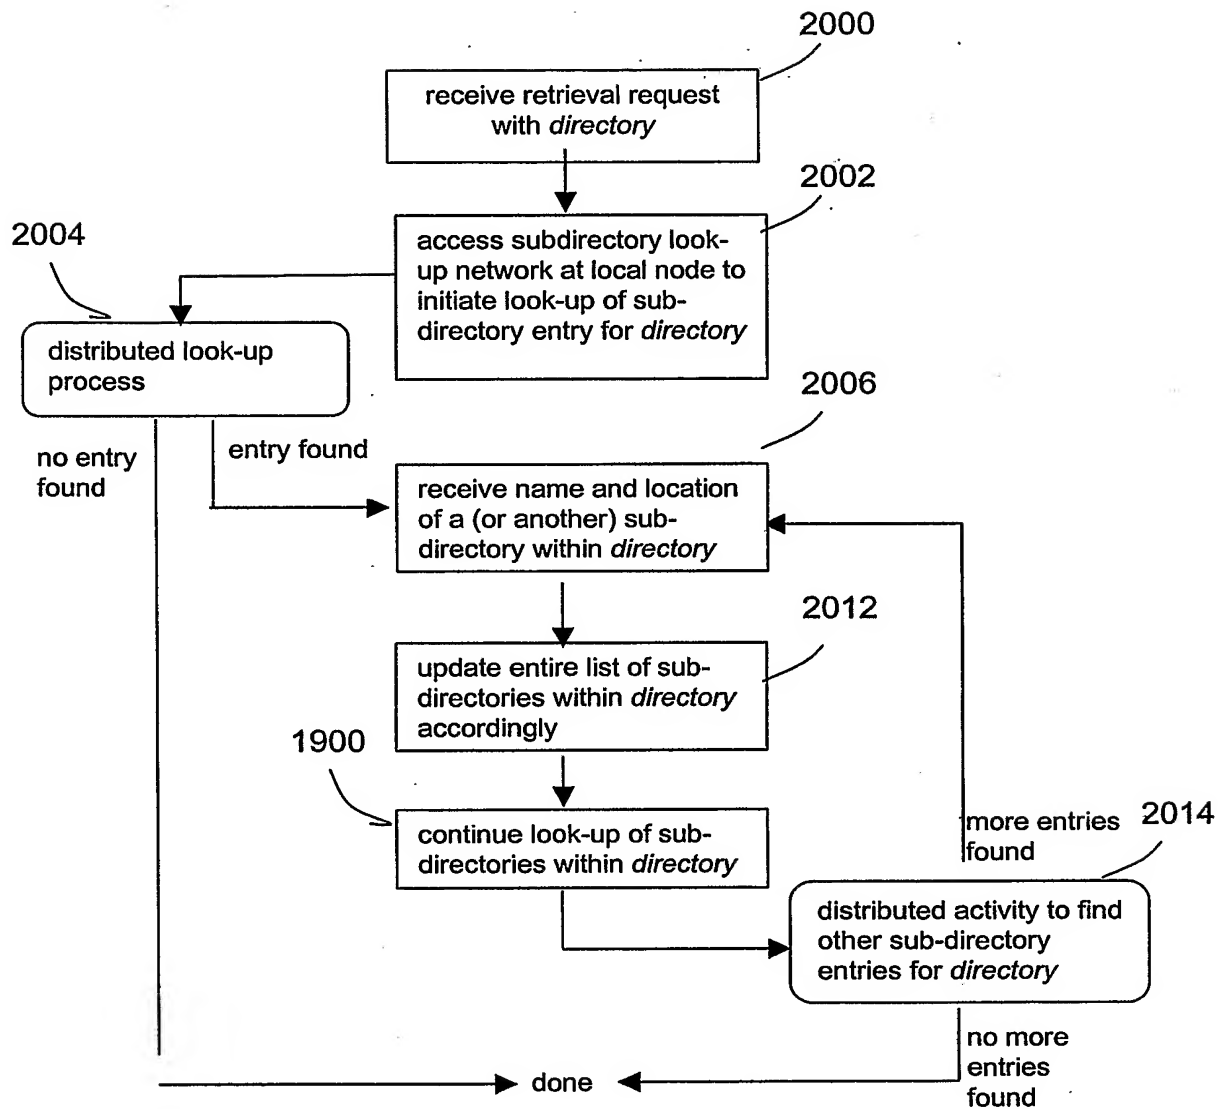 2000
receive retrieval request
with directory
2002
access subdirectory look-
up network at local node to
initiate look-up of sub-
directory entry for directory
2004
distributed look-up
process
no entry
found
entry found
2006
receive name and location
of a (or another) sub-
directory within directory
2012
update entire list of sub-
directories within directory
accordingly
1900
continue look-up of sub-
directories within directory
more entries
found
2014
distributed activity to find
other sub-directory
entries for directory
no more
entries
found
done